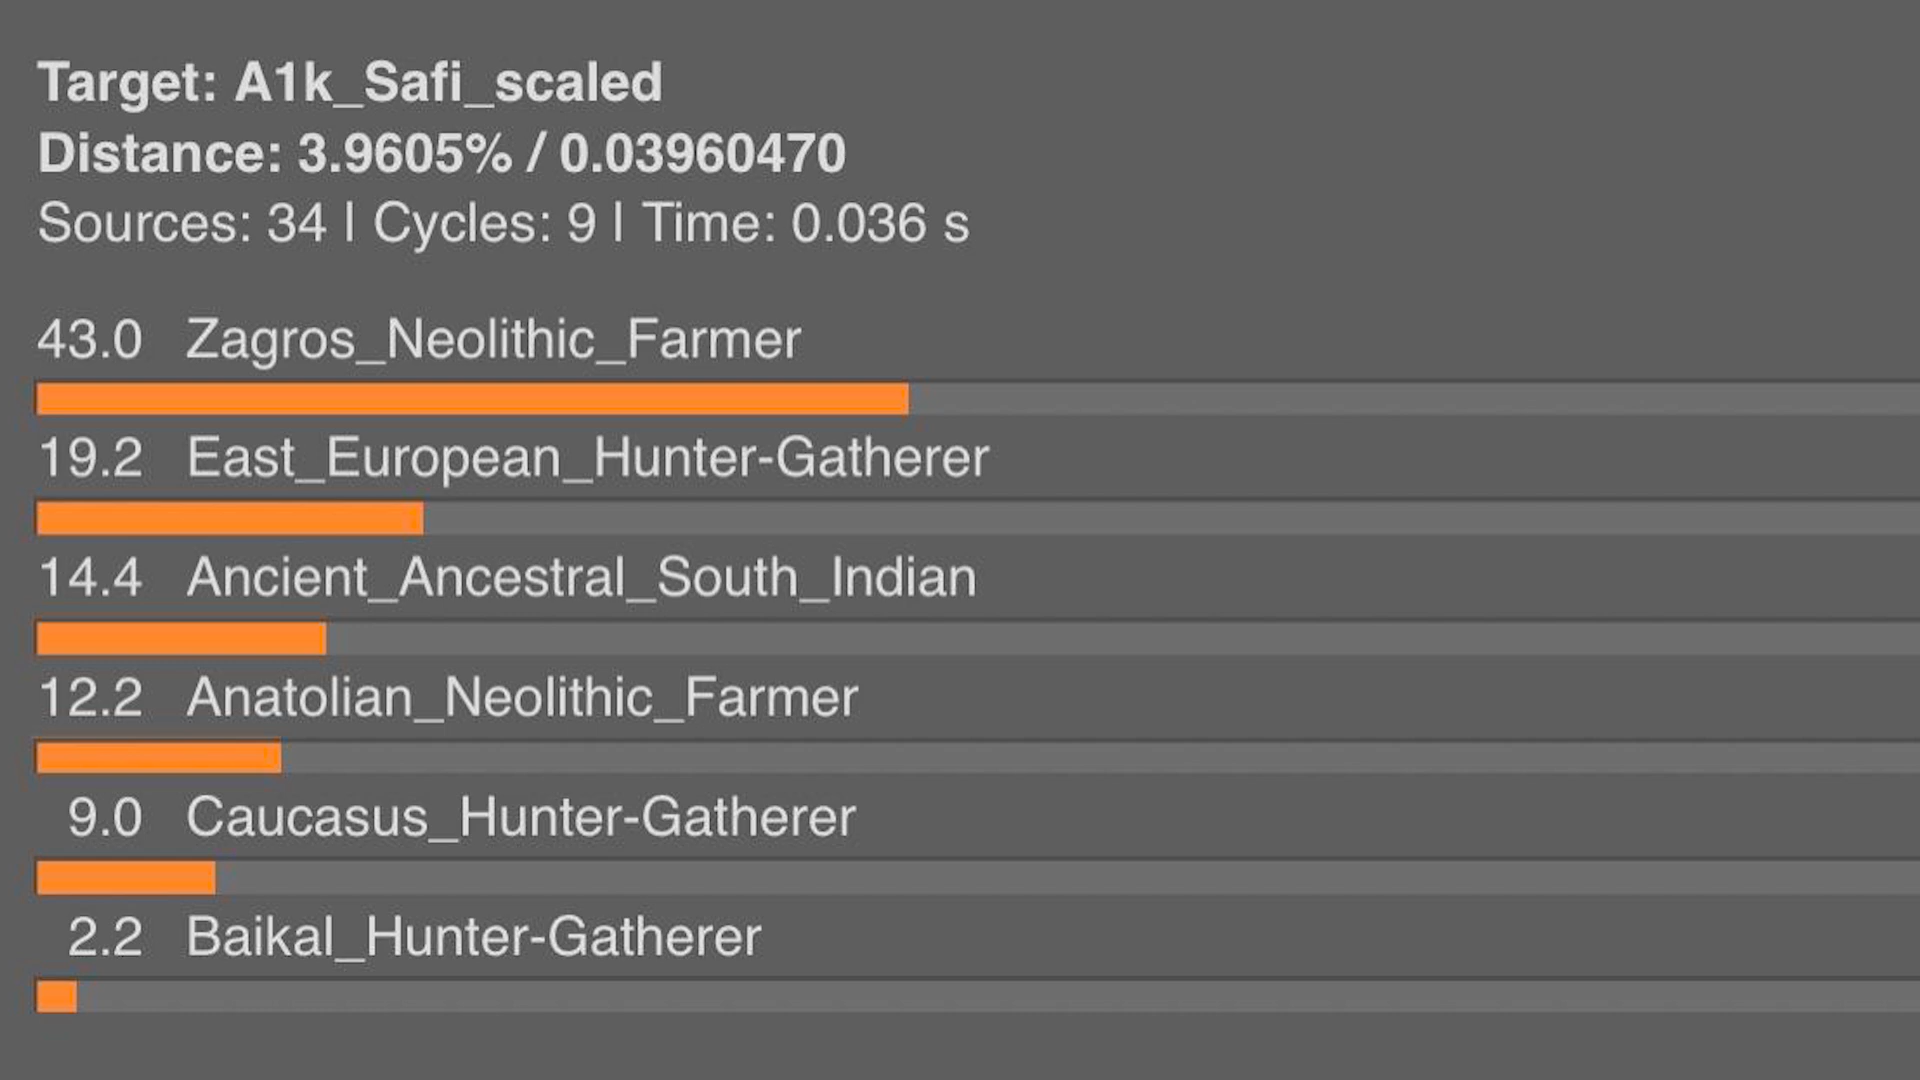 Target: A1k_Safi_scaled
Distance: 3.9605% / 0.03960470
Sources: 34 | Cycles: 9 | Time: 0.036 s
43.0 Zagros_Neolithic_Farmer
19.2 East_European_Hunter-Gatherer
14.4 Ancient_Ancestral_South_Indian
12.2 Anatolian_Neolithic_Farmer
9.0 Caucasus_Hunter-Gatherer
2.2 Baikal_Hunter-Gatherer